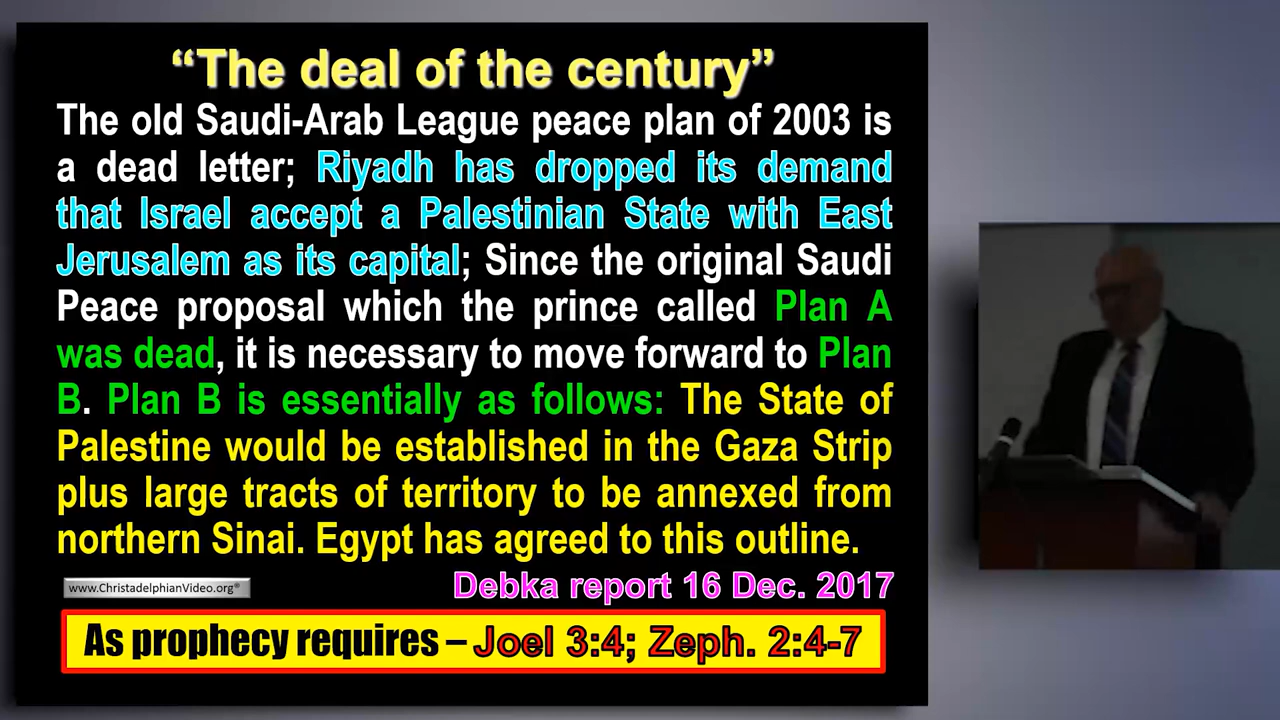 “The deal of the century”
The old Saudi-Arab League peace plan of 2003 is
a dead letter; Riyadh has dropped its demand
that Israel accept a Palestinian State with East
Jerusalem as its capital; Since the original Saudi
Peace proposal which the prince called Plan A
was dead, it is necessary to move forward to Plan
B. Plan B is essentially as follows: The State of
Palestine would be established in the Gaza Strip
plus large tracts of territory to be annexed from
northern Sinai. Egypt has agreed to this outline.
www.ChristadelphianVideo.org®
Debka report 16 Dec. 2017
As prophecy requires – Joel 3:4; Zeph. 2:4-7